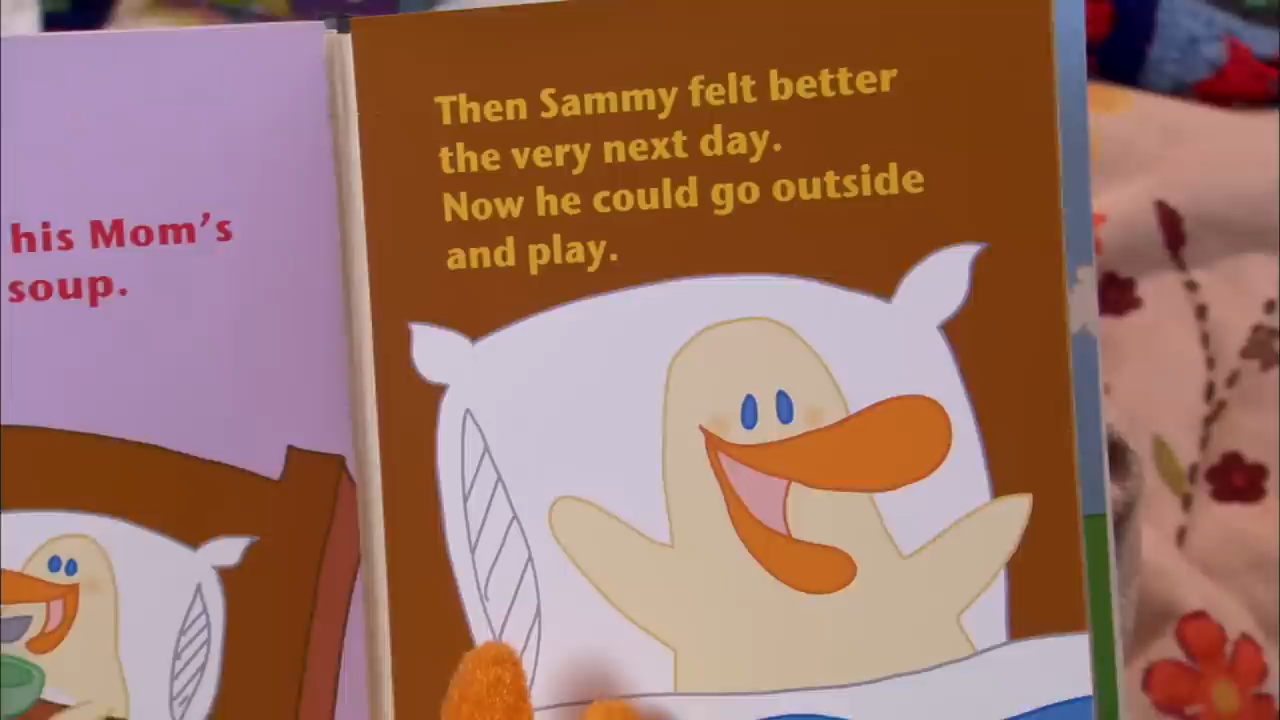 his Mom's
soup.
Then Sammy felt better
the very next day.
Now he could go outside
and play.